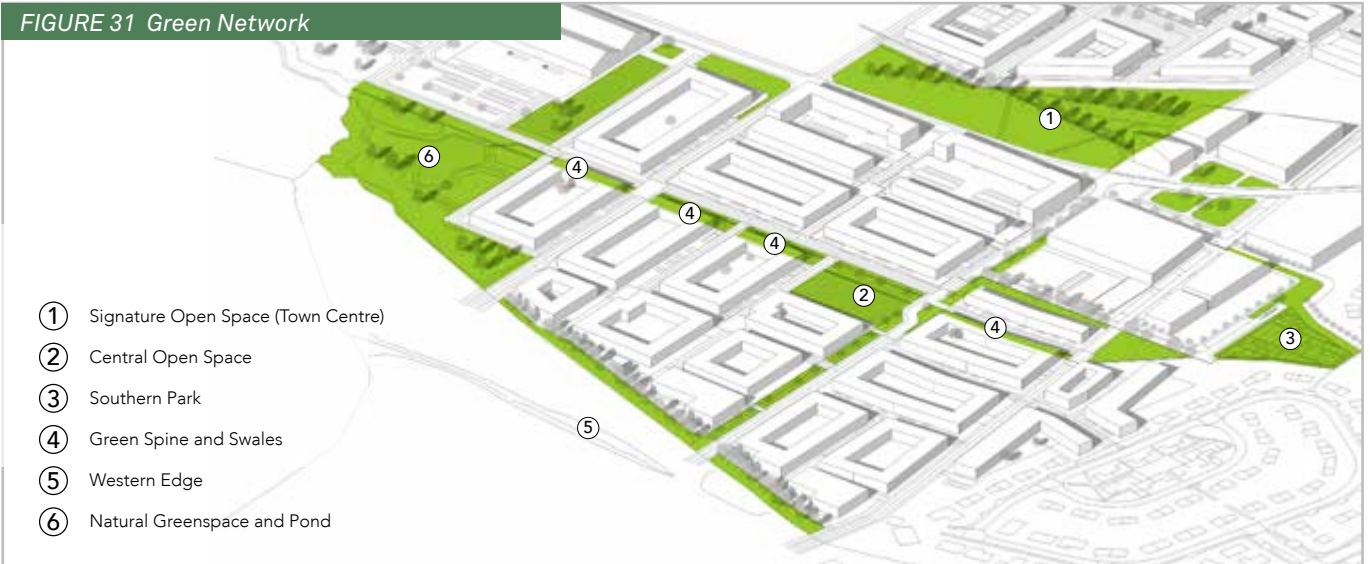 FIGURE 31 Green Network
1
6
4
4
4
2
4
3
5
1 Signature Open Space (Town Centre)
2 Central Open Space
3 Southern Park
4 Green Spine and Swales
5 Western Edge
6 Natural Greenspace and Pond